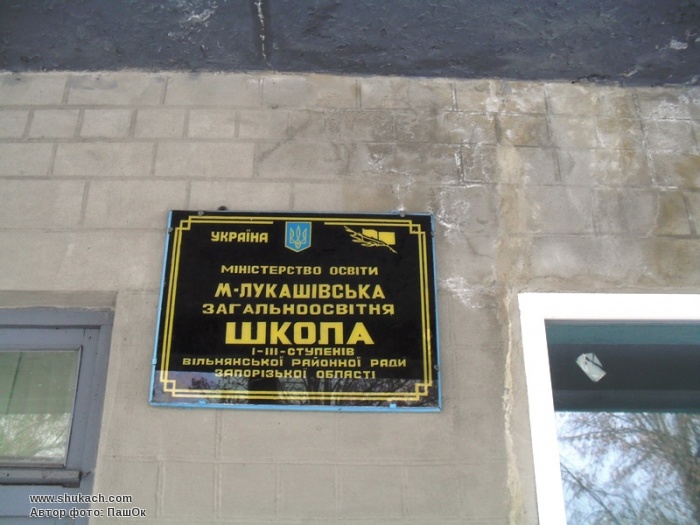 УКРАЇНА
МІНІСТЕРСТВО ОСВІТИ
М-ЛУКАШІВСЬКА
ЗАГАЛЬНООСВІТНЯ
ШКОЛА
І-ІІІ-СТУПЕНІВ
ВІЛЬНЯНСЬКОЇ РАЙОННОЇ РАДИ
ЗАПОРІЗЬКОЇ ОБЛАСТІ
www.shukach.com
Автор фото: ПашОк